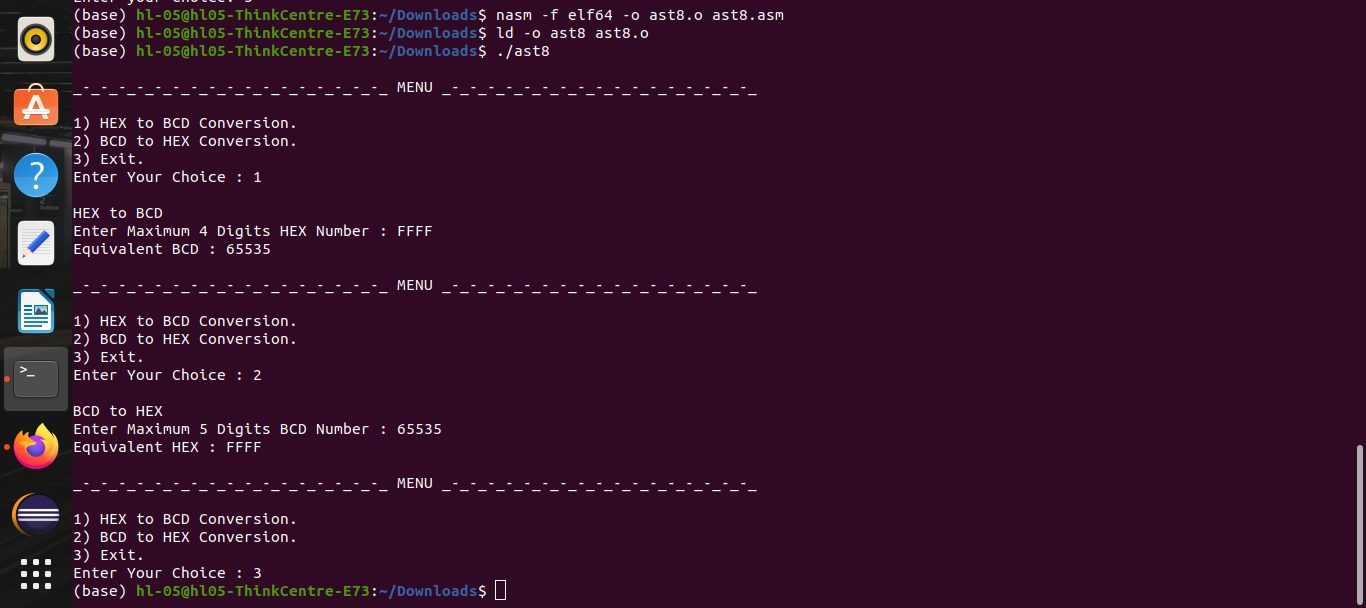 (base) hl-05@hl05-ThinkCentre-E73:~/Downloads$ nasm -f elf64 -o ast8.o ast8.asm
(base) hl-05@hl05-ThinkCentre-E73:~/Downloads$ ld -o ast8 ast8.o
(base) hl-05@hl05-ThinkCentre-E73:~/Downloads$ ./ast8
_-_-_-_-_-_-_-_-_-_-_-_-_-_-_-_-_-_ MENU _-_-_-_-_-_-_-_-_-_-_-_-_-_-_-_-_-_
1) HEX to BCD Conversion.
2) BCD to HEX Conversion.
3) Exit.
Enter Your Choice : 1
HEX to BCD
Enter Maximum 4 Digits HEX Number : FFFF
Equivalent BCD : 65535
_-_-_-_-_-_-_-_-_-_-_-_-_-_-_-_-_-_ MENU _-_-_-_-_-_-_-_-_-_-_-_-_-_-_-_-_-_
1) HEX to BCD Conversion.
2) BCD to HEX Conversion.
3) Exit.
Enter Your Choice : 2
BCD to HEX
Enter Maximum 5 Digits BCD Number : 65535
Equivalent HEX : FFFF
_-_-_-_-_-_-_-_-_-_-_-_-_-_-_-_-_-_ MENU _-_-_-_-_-_-_-_-_-_-_-_-_-_-_-_-_-_
1) HEX to BCD Conversion.
2) BCD to HEX Conversion.
3) Exit.
Enter Your Choice : 3
(base) hl-05@hl05-ThinkCentre-E73:~/Downloads$